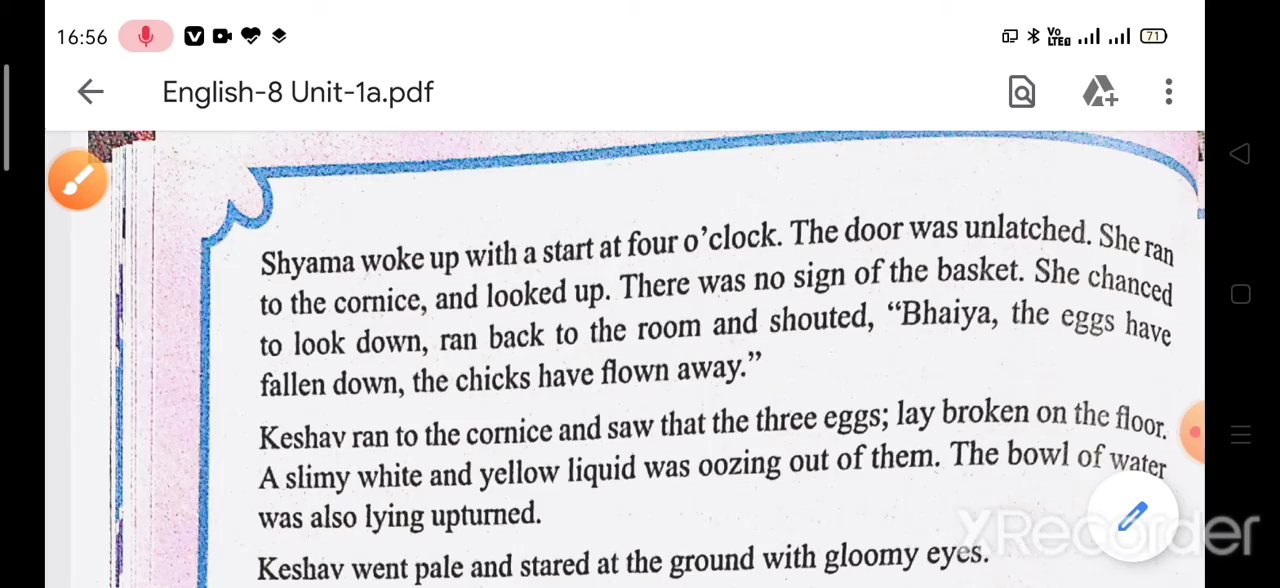 16:56
Vo
LTE
71
English-8 Unit-1a.pdf
Shyama woke up with a start at four o’clock. The door was unlatched. She ran
to the cornice, and looked up. There was no sign of the basket. She chanced
to look down, ran back to the room and shouted, “Bhaiya, the eggs have
fallen down, the chicks have flown away.”
Keshav ran to the cornice and saw that the three eggs; lay broken on the floor.
A slimy white and yellow liquid was oozing out of them. The bowl of water
was also lying upturned.
Keshav went pale and stared at the ground with gloomy eyes.
XRecorder